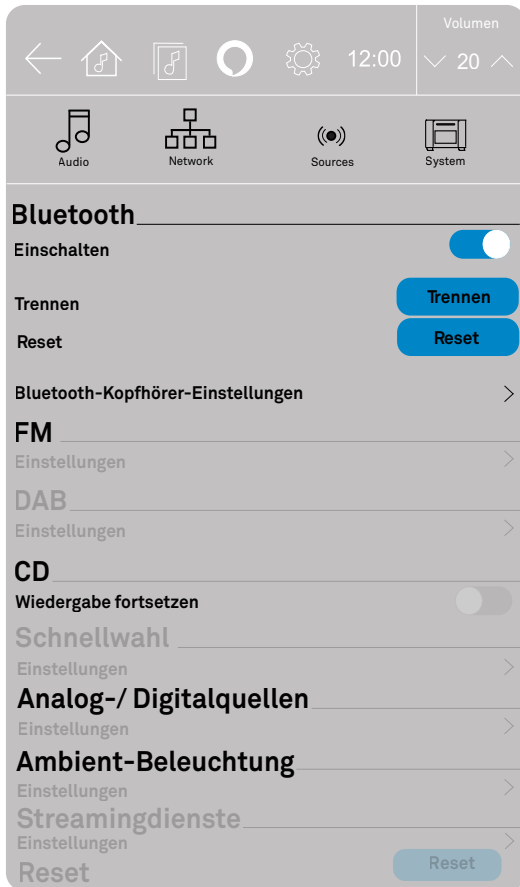 Volumen
12:00
20
Audio
Network
Sources
System
Bluetooth
Einschalten
Trennen
Trennen
Reset
Reset
Bluetooth-Kopfhörer-Einstellungen
FM
Einstellungen
DAB
Einstellungen
CD
Wiedergabe fortsetzen
Schnellwahl
Einstellungen
Analog-/ Digitalquellen
Einstellungen
Ambient-Beleuchtung
Einstellungen
Streamingdienste
Einstellungen
Reset
Reset